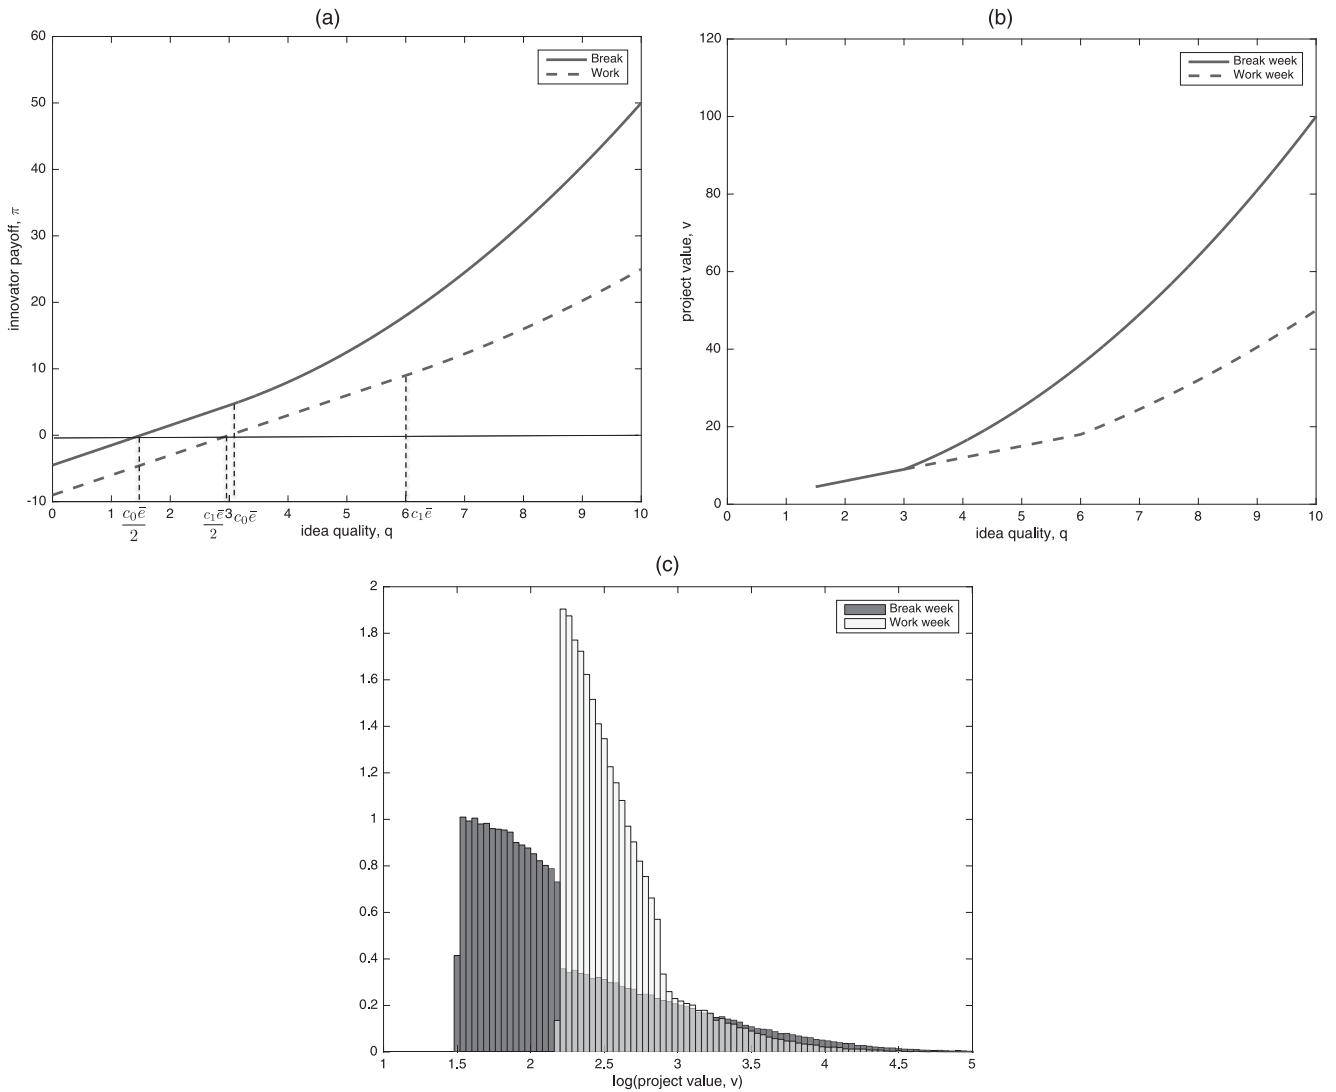 (a)
60
50
40
30
20
10
0
-10
innovator payoff, π
Break
Work
0 1 2 3 4 5 6 7 8 9 10
c₀ē/2 c₁ē/2 c₀ē c₁ē
idea quality, q
(b)
120
100
80
60
40
20
0
project value, v
Break week
Work week
0 1 2 3 4 5 6 7 8 9 10
idea quality, q
(c)
2
1.8
1.6
1.4
1.2
1
0.8
0.6
0.4
0.2
0
Break week
Work week
1 1.5 2 2.5 3 3.5 4 4.5 5
log(project value, v)